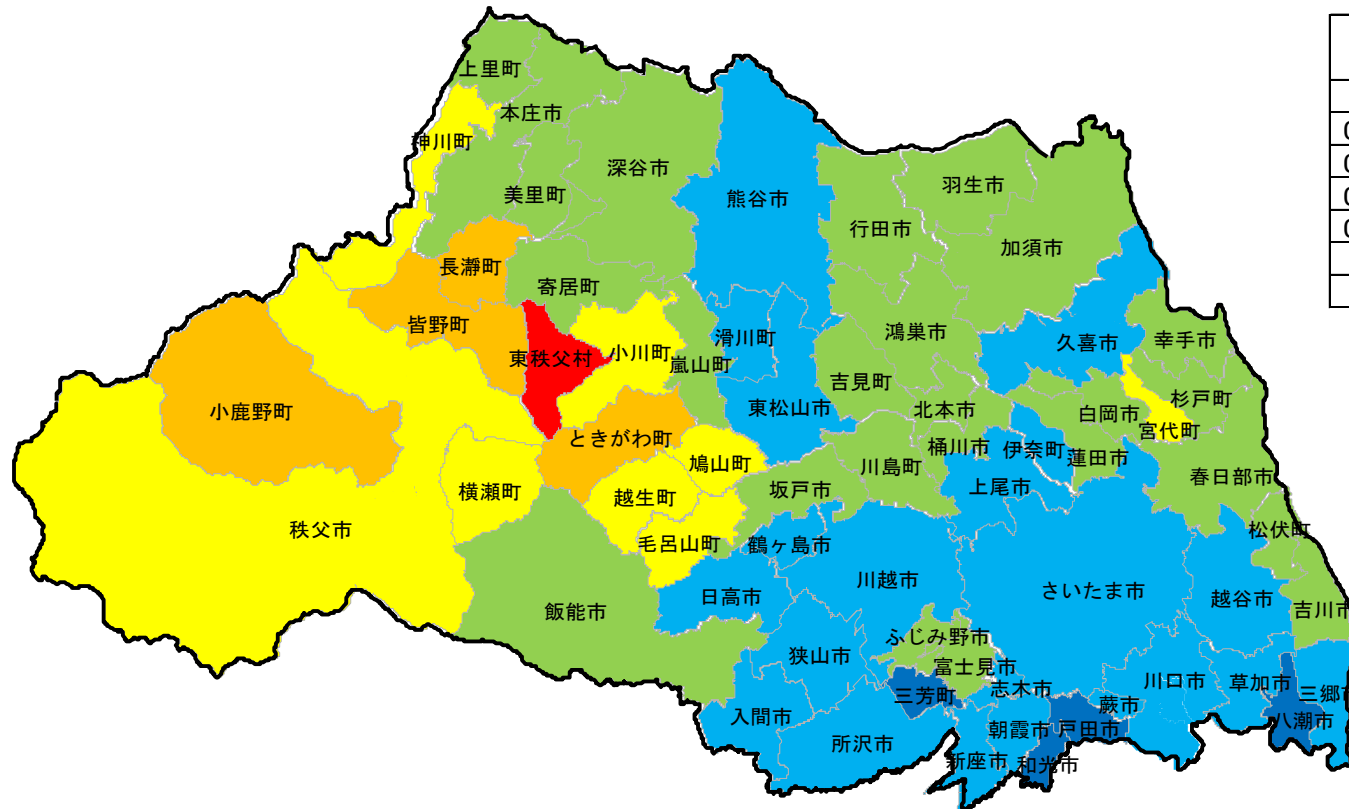 上里町
本庄市
神川町
深谷市
美里町
熊谷市
羽生市
行田市
加須市
長瀞町
寄居町
皆野町
鴻巣市
久喜市
幸手市
滑川町
東秩父村
小川町
嵐山町
吉見町
杉戸町
小鹿野町
東松山市
北本市
白岡市
宮代町
ときがわ町
桶川市
伊奈町
鳩山町
川島町
蓮田市
春日部市
横瀬町
越生町
坂戸市
上尾市
秩父市
松伏町
毛呂山町
鶴ヶ島市
川越市
さいたま市
日高市
越谷市
飯能市
吉川市
ふじみ野市
狭山市
富士見市
三芳町
志木市
川口市
草加市
三郷市
蕨市
入間市
朝霞市
戸田市
八潮市
所沢市
新座市
和光市